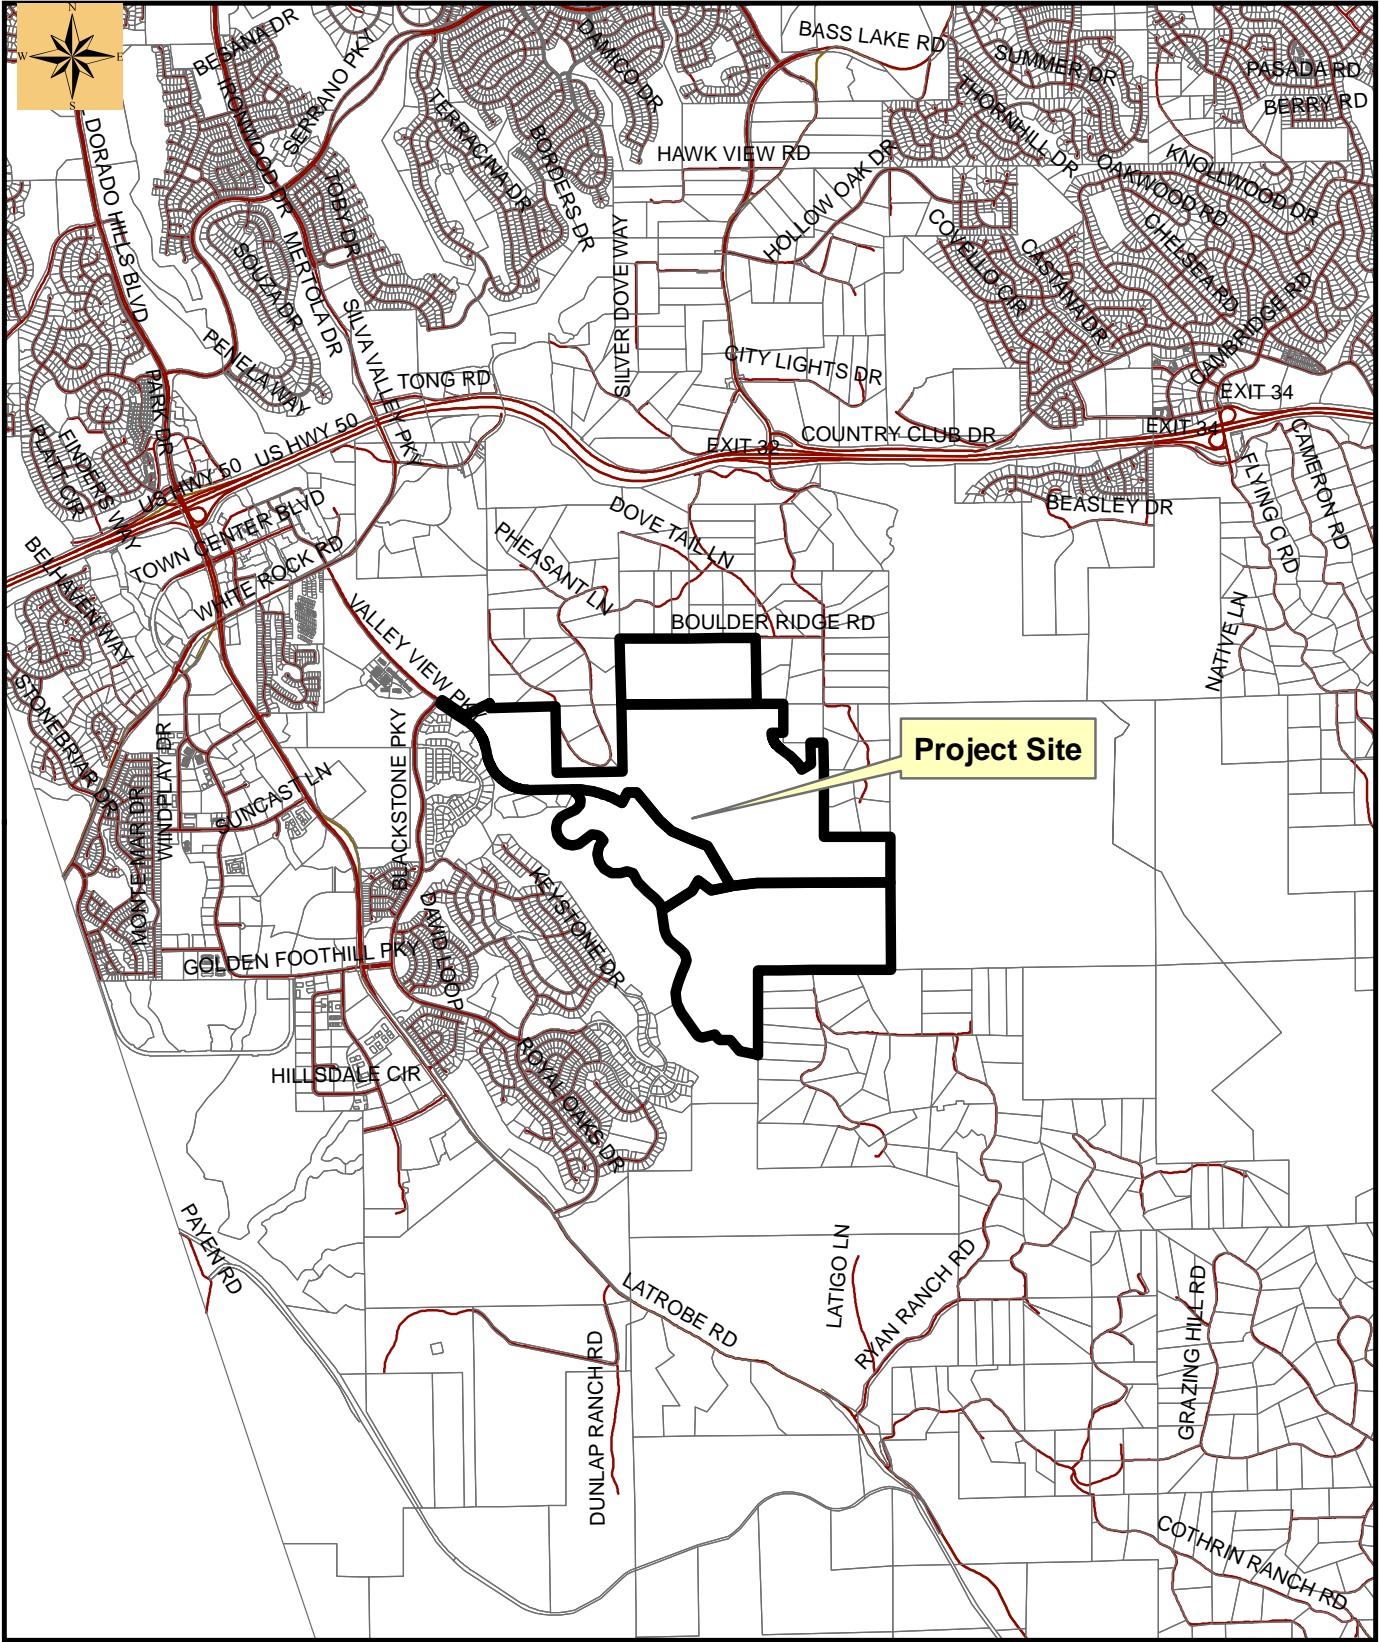 N
W
E
S
BESANA DR
IRONWOOD DR
SERRANO PKY
TERRACINA DR
BORDERS DR
DAMICO DR
BASS LAKE RD
SUMMER DR
PASADA RD
BERRY RD
THORNHILL DR
OAKWOOD RD
KNOLLWOOD DR
CHELSEA RD
HAWK VIEW RD
HOLLOW OAK DR
COVELLO CIR
CASTANA DR
CAMBRIDGE RD
DORADO HILLS BLVD
TOBY DR
SOUZA DR
MERTOLA DR
SILVA VALLEY PKY
PENELA WAY
TONG RD
SILVER DOVE WAY
CITY LIGHTS DR
COUNTRY CLUB DR
EXIT 34
EXIT 34
EXIT 32
PARK DR
US HWY 50
US HWY 50
PLATT CIR
FINDERS WAY
TOWN CENTER BLVD
WHITE ROCK RD
BELHAVEN WAY
BEASLEY DR
FLYING C RD
CAMERON RD
NATIVE LN
DOVE TAIL LN
PHEASANT LN
BOULDER RIDGE RD
VALLEY VIEW PKY
STONEBRIAR DR
MONTE MAR DR
WINDPLAY DR
SUNCAST LN
BLACKSTONE PKY
Project Site
KEYSTONE DR
DAWID LOOP
GOLDEN FOOTHILL PKY
HILLSDALE CIR
ROYAL OAKS DR
PAYEN RD
LATROBE RD
LATIGO LN
RYAN RANCH RD
DUNLAP RANCH RD
GRAZING HILL RD
COTHRIN RANCH RD